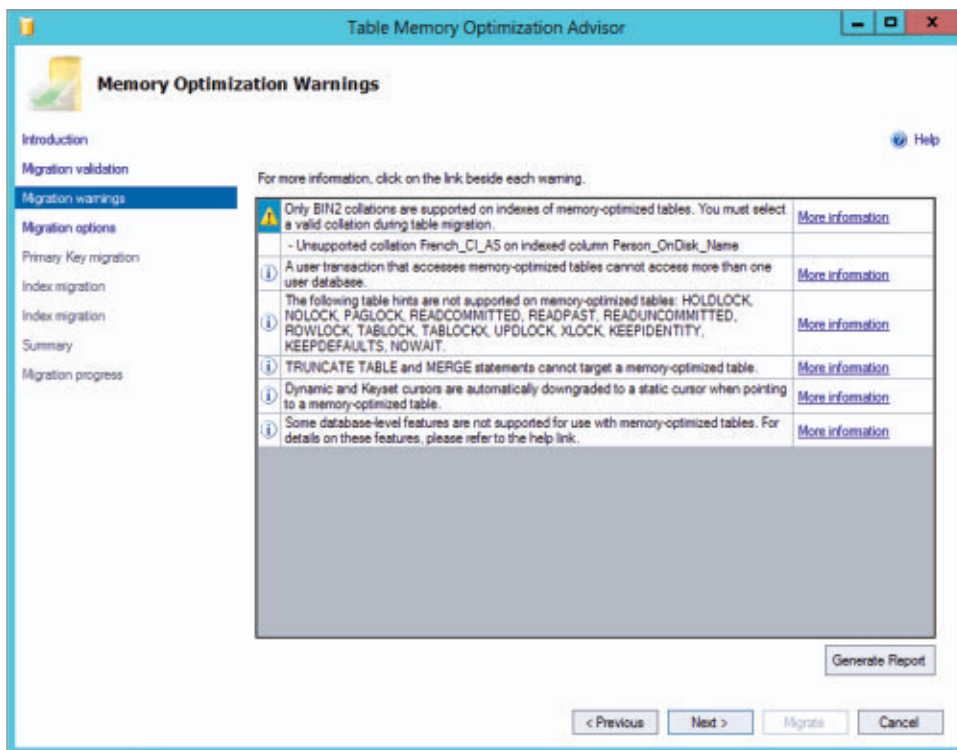 Table Memory Optimization Advisor
Memory Optimization Warnings
Introduction
Help
Migration validation
For more information, click on the link beside each warning.
Migration warnings
Migration options
Primary Key migration
Index migration
Index migration
Summary
Migration progress
Only BIN2 collations are supported on indexes of memory-optimized tables. You must select
a valid collation during table migration.
More information
- Unsupported collation French_CI_AS on indexed column Person_OnDisk_Name
A user transaction that accesses memory-optimized tables cannot access more than one
user database.
More information
The following table hints are not supported on memory-optimized tables: HOLDLOCK,
NOLOCK, PAGLOCK, READCOMMITTED, READPAST, READUNCOMMITTED,
ROWLOCK, TABLOCK, TABLOCKX, UPDLOCK, XLOCK, KEEPIDENTITY,
KEEPDEFAULTS, NOWAIT.
More information
TRUNCATE TABLE and MERGE statements cannot target a memory-optimized table.
More information
Dynamic and Keyset cursors are automatically downgraded to a static cursor when pointing
to a memory-optimized table.
More information
Some database-level features are not supported for use with memory-optimized tables. For
details on these features, please refer to the help link.
More information
Generate Report
< Previous
Next >
Migrate
Cancel